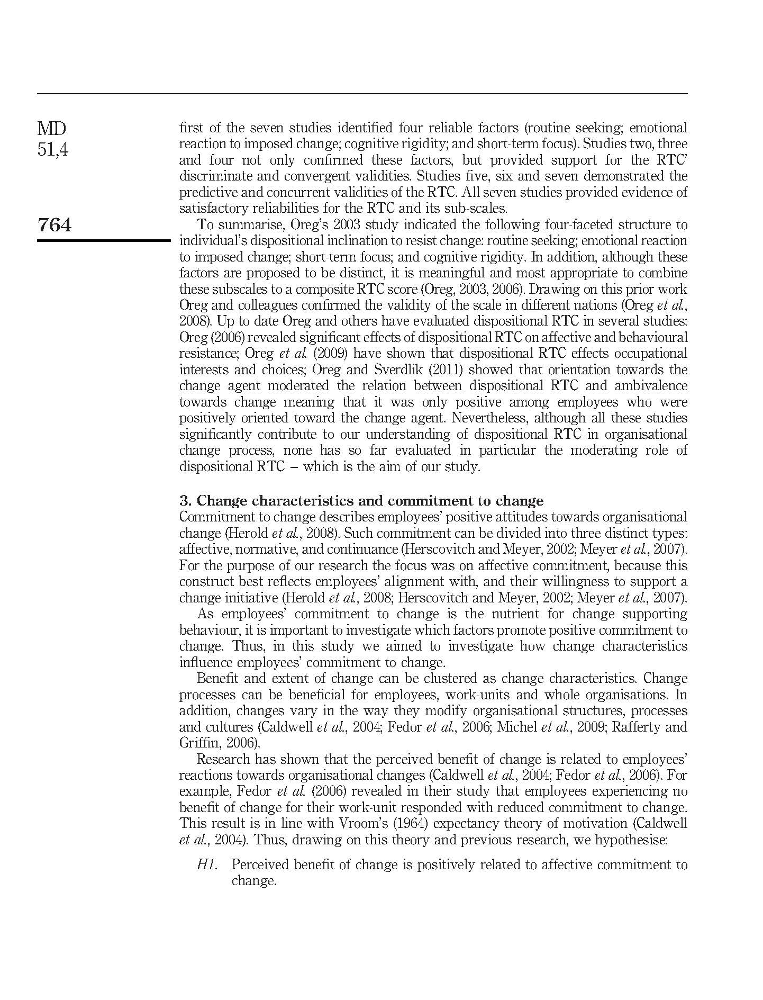 MD
51,4
764
first of the seven studies identified four reliable factors (routine seeking; emotional
reaction to imposed change; cognitive rigidity; and short-term focus). Studies two, three
and four not only confirmed these factors, but provided support for the RTC’
discriminate and convergent validities. Studies five, six and seven demonstrated the
predictive and concurrent validities of the RTC. All seven studies provided evidence of
satisfactory reliabilities for the RTC and its sub-scales.
To summarise, Oreg’s 2003 study indicated the following four-faceted structure to
individual’s dispositional inclination to resist change: routine seeking; emotional reaction
to imposed change; short-term focus; and cognitive rigidity. In addition, although these
factors are proposed to be distinct, it is meaningful and most appropriate to combine
these subscales to a composite RTC score (Oreg, 2003, 2006). Drawing on this prior work
Oreg and colleagues confirmed the validity of the scale in different nations (Oreg et al.,
2008). Up to date Oreg and others have evaluated dispositional RTC in several studies:
Oreg (2006) revealed significant effects of dispositional RTC on affective and behavioural
resistance; Oreg et al. (2009) have shown that dispositional RTC effects occupational
interests and choices; Oreg and Sverdlik (2011) showed that orientation towards the
change agent moderated the relation between dispositional RTC and ambivalence
towards change meaning that it was only positive among employees who were
positively oriented toward the change agent. Nevertheless, although all these studies
significantly contribute to our understanding of dispositional RTC in organisational
change process, none has so far evaluated in particular the moderating role of
dispositional RTC – which is the aim of our study.
3. Change characteristics and commitment to change
Commitment to change describes employees’ positive attitudes towards organisational
change (Herold et al., 2008). Such commitment can be divided into three distinct types:
affective, normative, and continuance (Herscovitch and Meyer, 2002; Meyer et al., 2007).
For the purpose of our research the focus was on affective commitment, because this
construct best reflects employees’ alignment with, and their willingness to support a
change initiative (Herold et al., 2008; Herscovitch and Meyer, 2002; Meyer et al., 2007).
As employees’ commitment to change is the nutrient for change supporting
behaviour, it is important to investigate which factors promote positive commitment to
change. Thus, in this study we aimed to investigate how change characteristics
influence employees’ commitment to change.
Benefit and extent of change can be clustered as change characteristics. Change
processes can be beneficial for employees, work-units and whole organisations. In
addition, changes vary in the way they modify organisational structures, processes
and cultures (Caldwell et al., 2004; Fedor et al., 2006; Michel et al., 2009; Rafferty and
Griffin, 2006).
Research has shown that the perceived benefit of change is related to employees’
reactions towards organisational changes (Caldwell et al., 2004; Fedor et al., 2006). For
example, Fedor et al. (2006) revealed in their study that employees experiencing no
benefit of change for their work-unit responded with reduced commitment to change.
This result is in line with Vroom’s (1964) expectancy theory of motivation (Caldwell
et al., 2004). Thus, drawing on this theory and previous research, we hypothesise:
H1. Perceived benefit of change is positively related to affective commitment to
change.